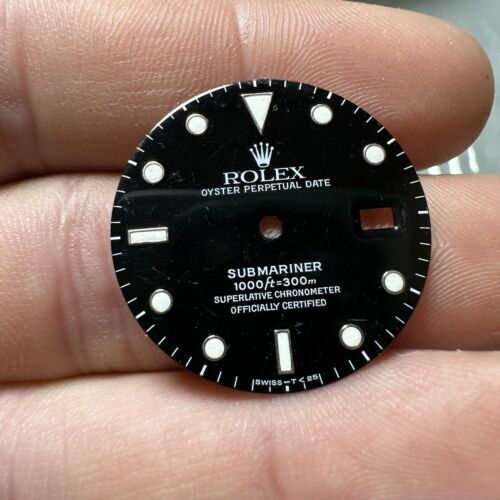 ROLEX
OYSTER PERPETUAL DATE
SUBMARINER
1000ft=300m
SUPERLATIVE CHRONOMETER
OFFICIALLY CERTIFIED
SWISS-T<25